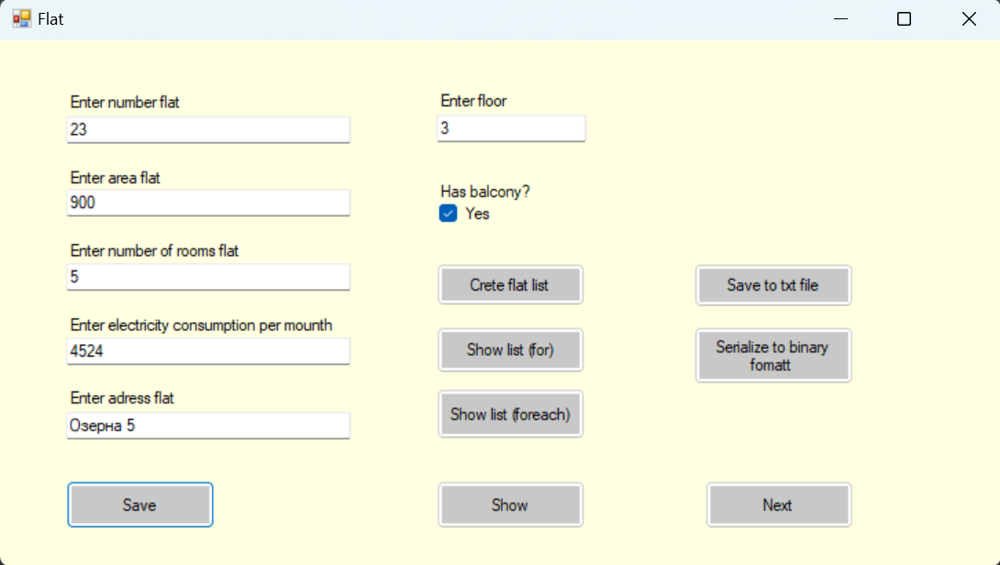 Flat
Enter number flat
23
Enter area flat
900
Enter number of rooms flat
5
Enter electricity consumption per mounth
4524
Enter adress flat
Озерна 5
Save
Enter floor
3
Has balcony?
Yes
Crete flat list
Show list (for)
Show list (foreach)
Show
Save to txt file
Serialize to binary
fomatt
Next